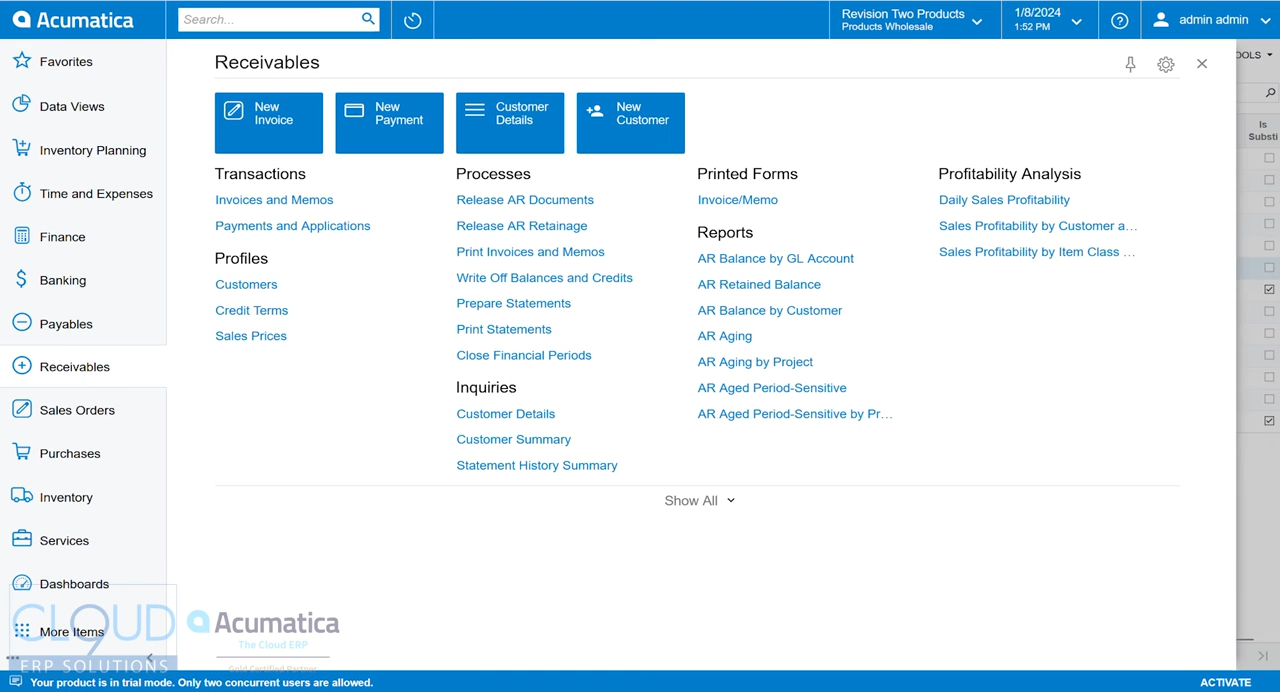 Acumatica
Search...
Revision Two Products
Products Wholesale
1/8/2024
1:52 PM
admin admin
Favorites
Data Views
Inventory Planning
Time and Expenses
Finance
Banking
Payables
Receivables
Sales Orders
Purchases
Inventory
Services
Dashboards
More Items
Receivables
New
Invoice
New
Payment
Customer
Details
New
Customer
Transactions
Invoices and Memos
Payments and Applications
Profiles
Customers
Credit Terms
Sales Prices
Processes
Release AR Documents
Release AR Retainage
Print Invoices and Memos
Write Off Balances and Credits
Prepare Statements
Print Statements
Close Financial Periods
Inquiries
Customer Details
Customer Summary
Statement History Summary
Printed Forms
Invoice/Memo
Reports
AR Balance by GL Account
AR Retained Balance
AR Balance by Customer
AR Aging
AR Aging by Project
AR Aged Period-Sensitive
AR Aged Period-Sensitive by Pr...
Profitability Analysis
Daily Sales Profitability
Sales Profitability by Customer a...
Sales Profitability by Item Class ...
Show All
OOLS
Is
Substi
CLOUD
ERP SOLUTIONS
Acumatica
The Cloud ERP
Gold Certified Partner
Your product is in trial mode. Only two concurrent users are allowed.
ACTIVATE